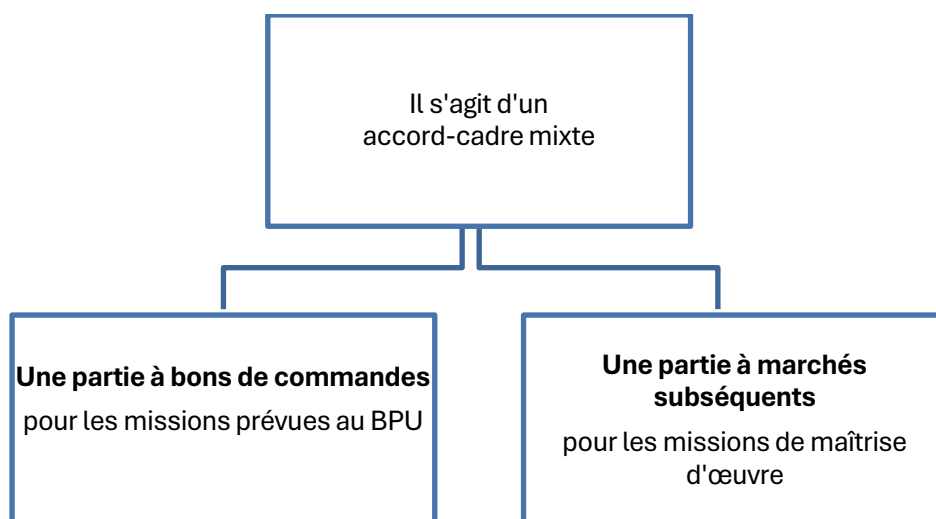 Il s'agit d'un
accord-cadre mixte
Une partie à bons de commandes
pour les missions prévues au BPU
Une partie à marchés
subséquents
pour les missions de maîtrise
d'œuvre